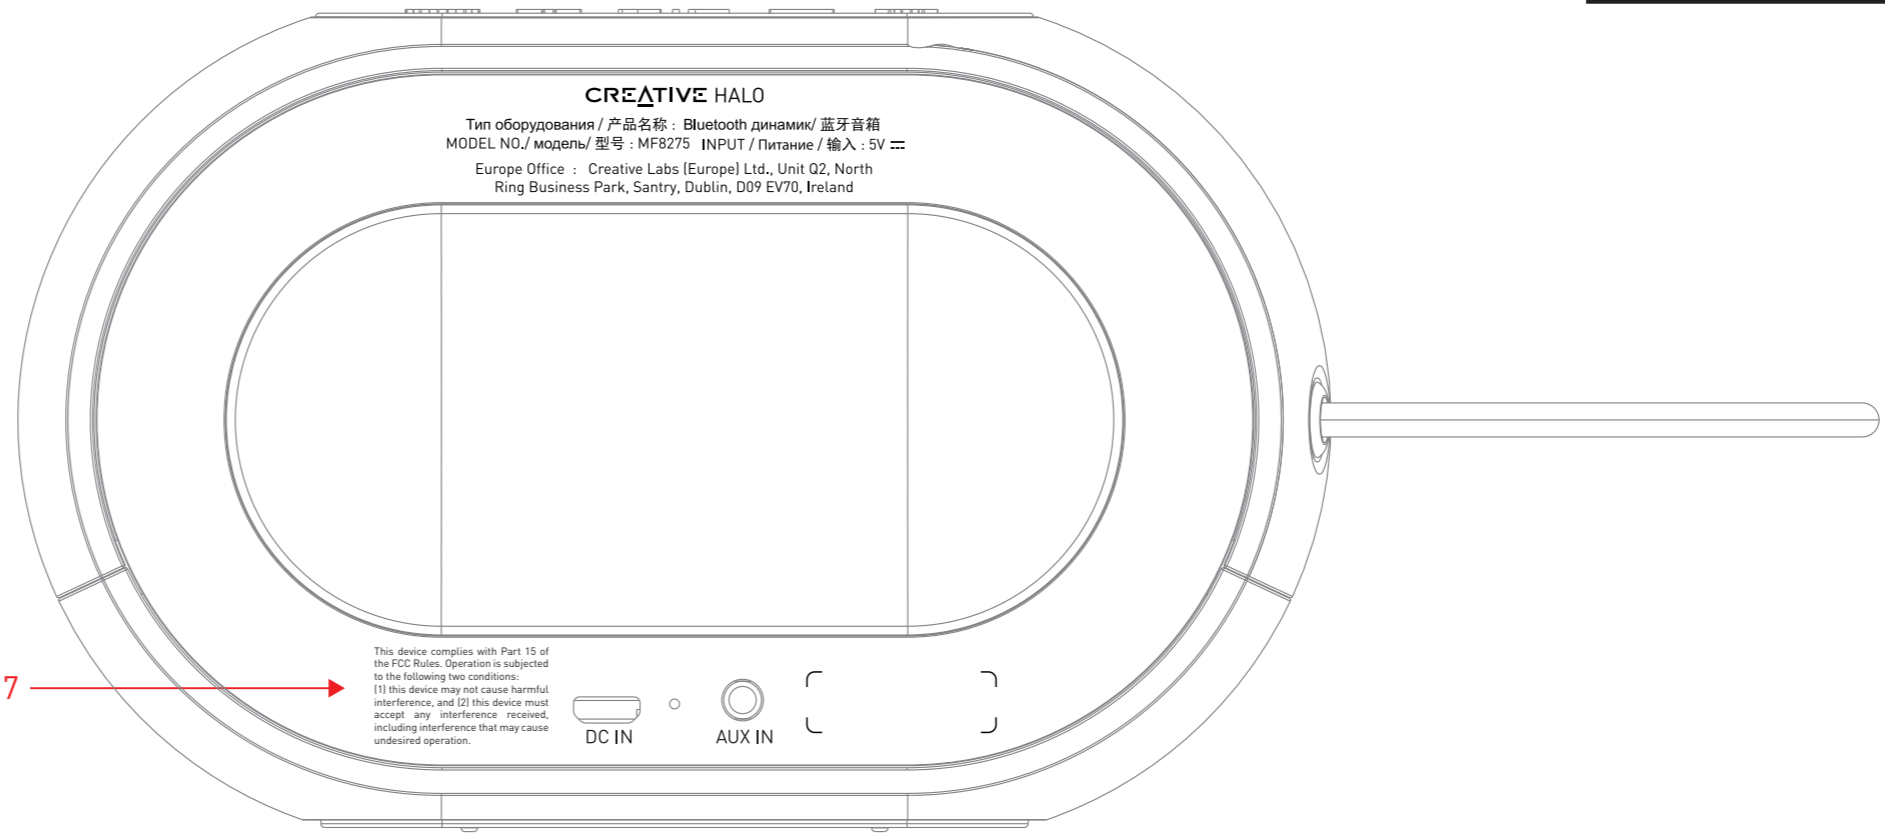 CREATIVE HALO
Тип оборудования / 产品名称 : Bluetooth динамик/ 蓝牙音箱
MODEL NO./ модель/ 型号 : MF8275 INPUT / Питание / 输入 : 5V ⎓
Europe Office : Creative Labs (Europe) Ltd., Unit Q2, North
Ring Business Park, Santry, Dublin, D09 EV70, Ireland
7
This device complies with Part 15 of
the FCC Rules. Operation is subjected
to the following two conditions:
(1) this device may not cause harmful
interference, and (2) this device must
accept any interference received,
including interference that may cause
undesired operation.
DC IN
AUX IN